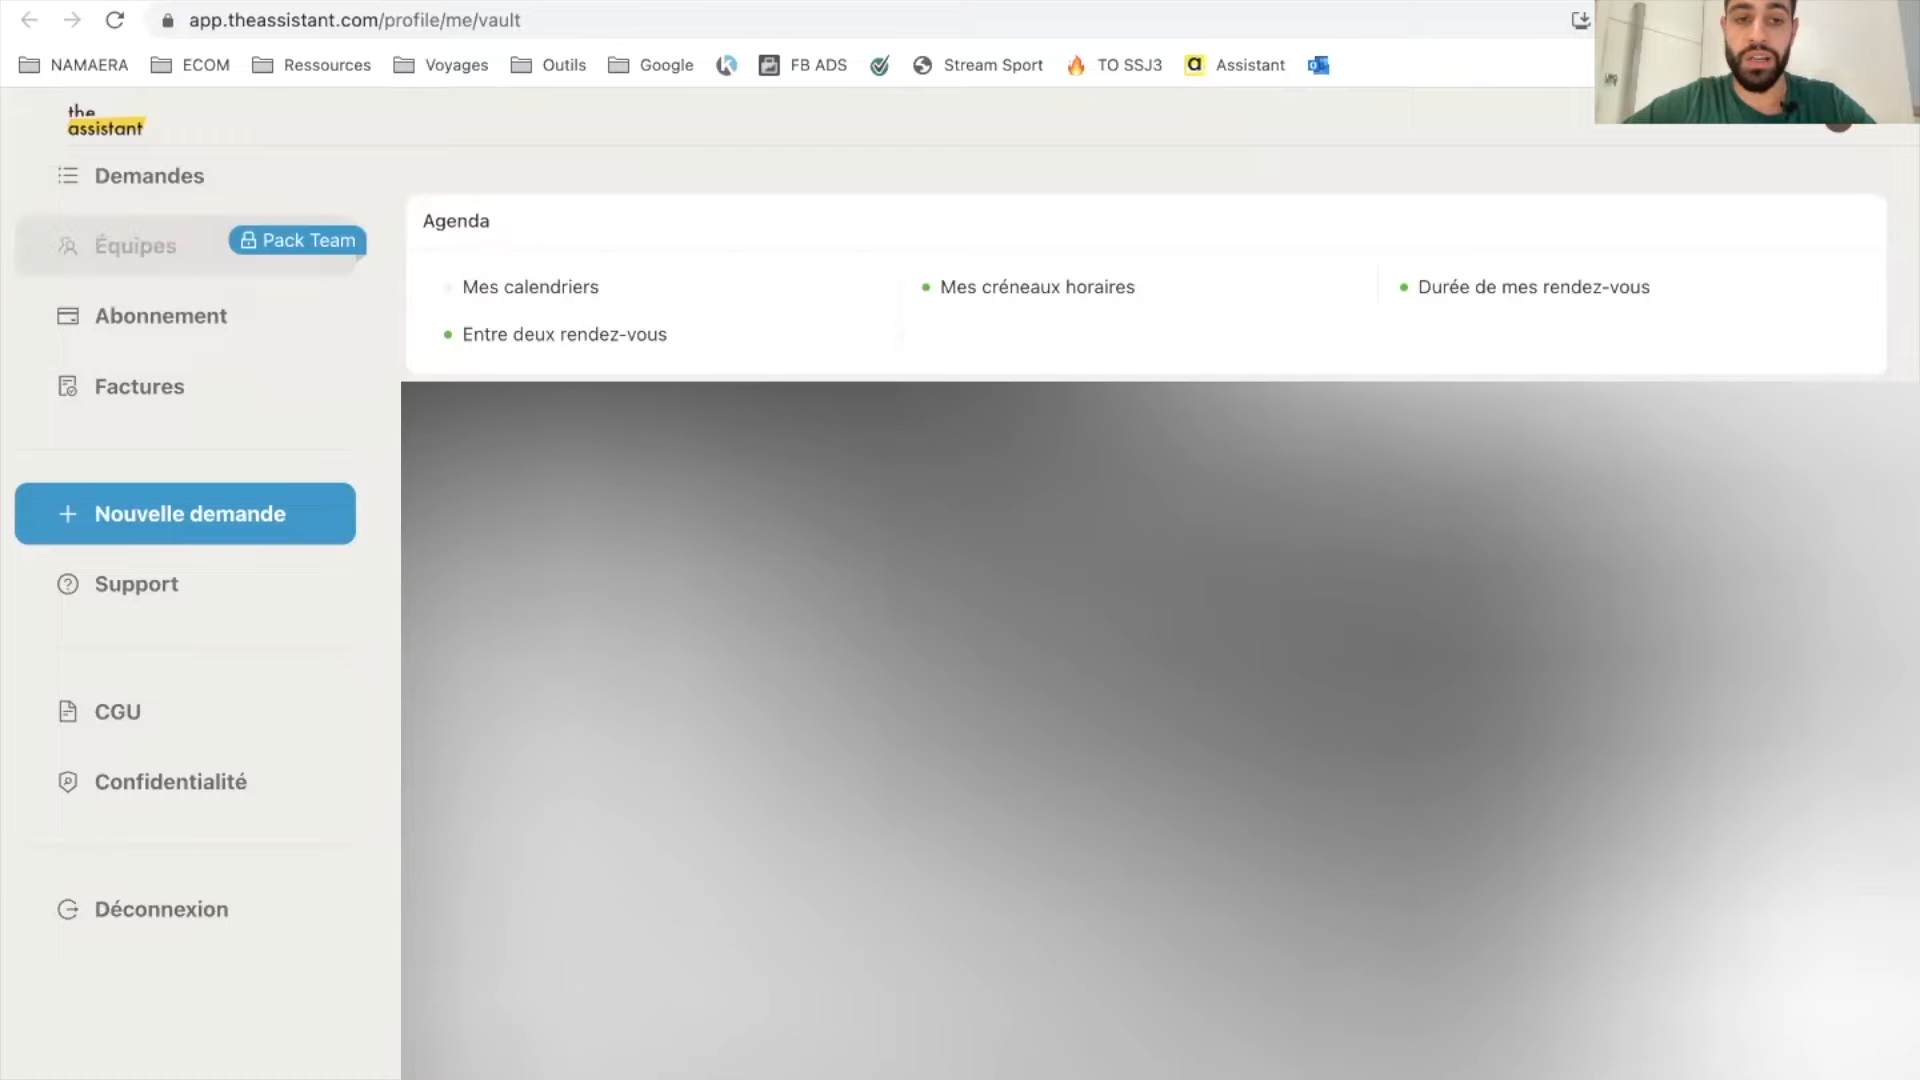 app.theassistant.com/profile/me/vault
NAMAERA ECOM Ressources Voyages Outils Google FB ADS Stream Sport TO SSJ3 a Assistant
the
assistant
Demandes
Équipes Pack Team
Abonnement
Factures
Nouvelle demande
Support
CGU
Confidentialité
Déconnexion
Agenda
Mes calendriers Mes créneaux horaires Durée de mes rendez-vous
Entre deux rendez-vous